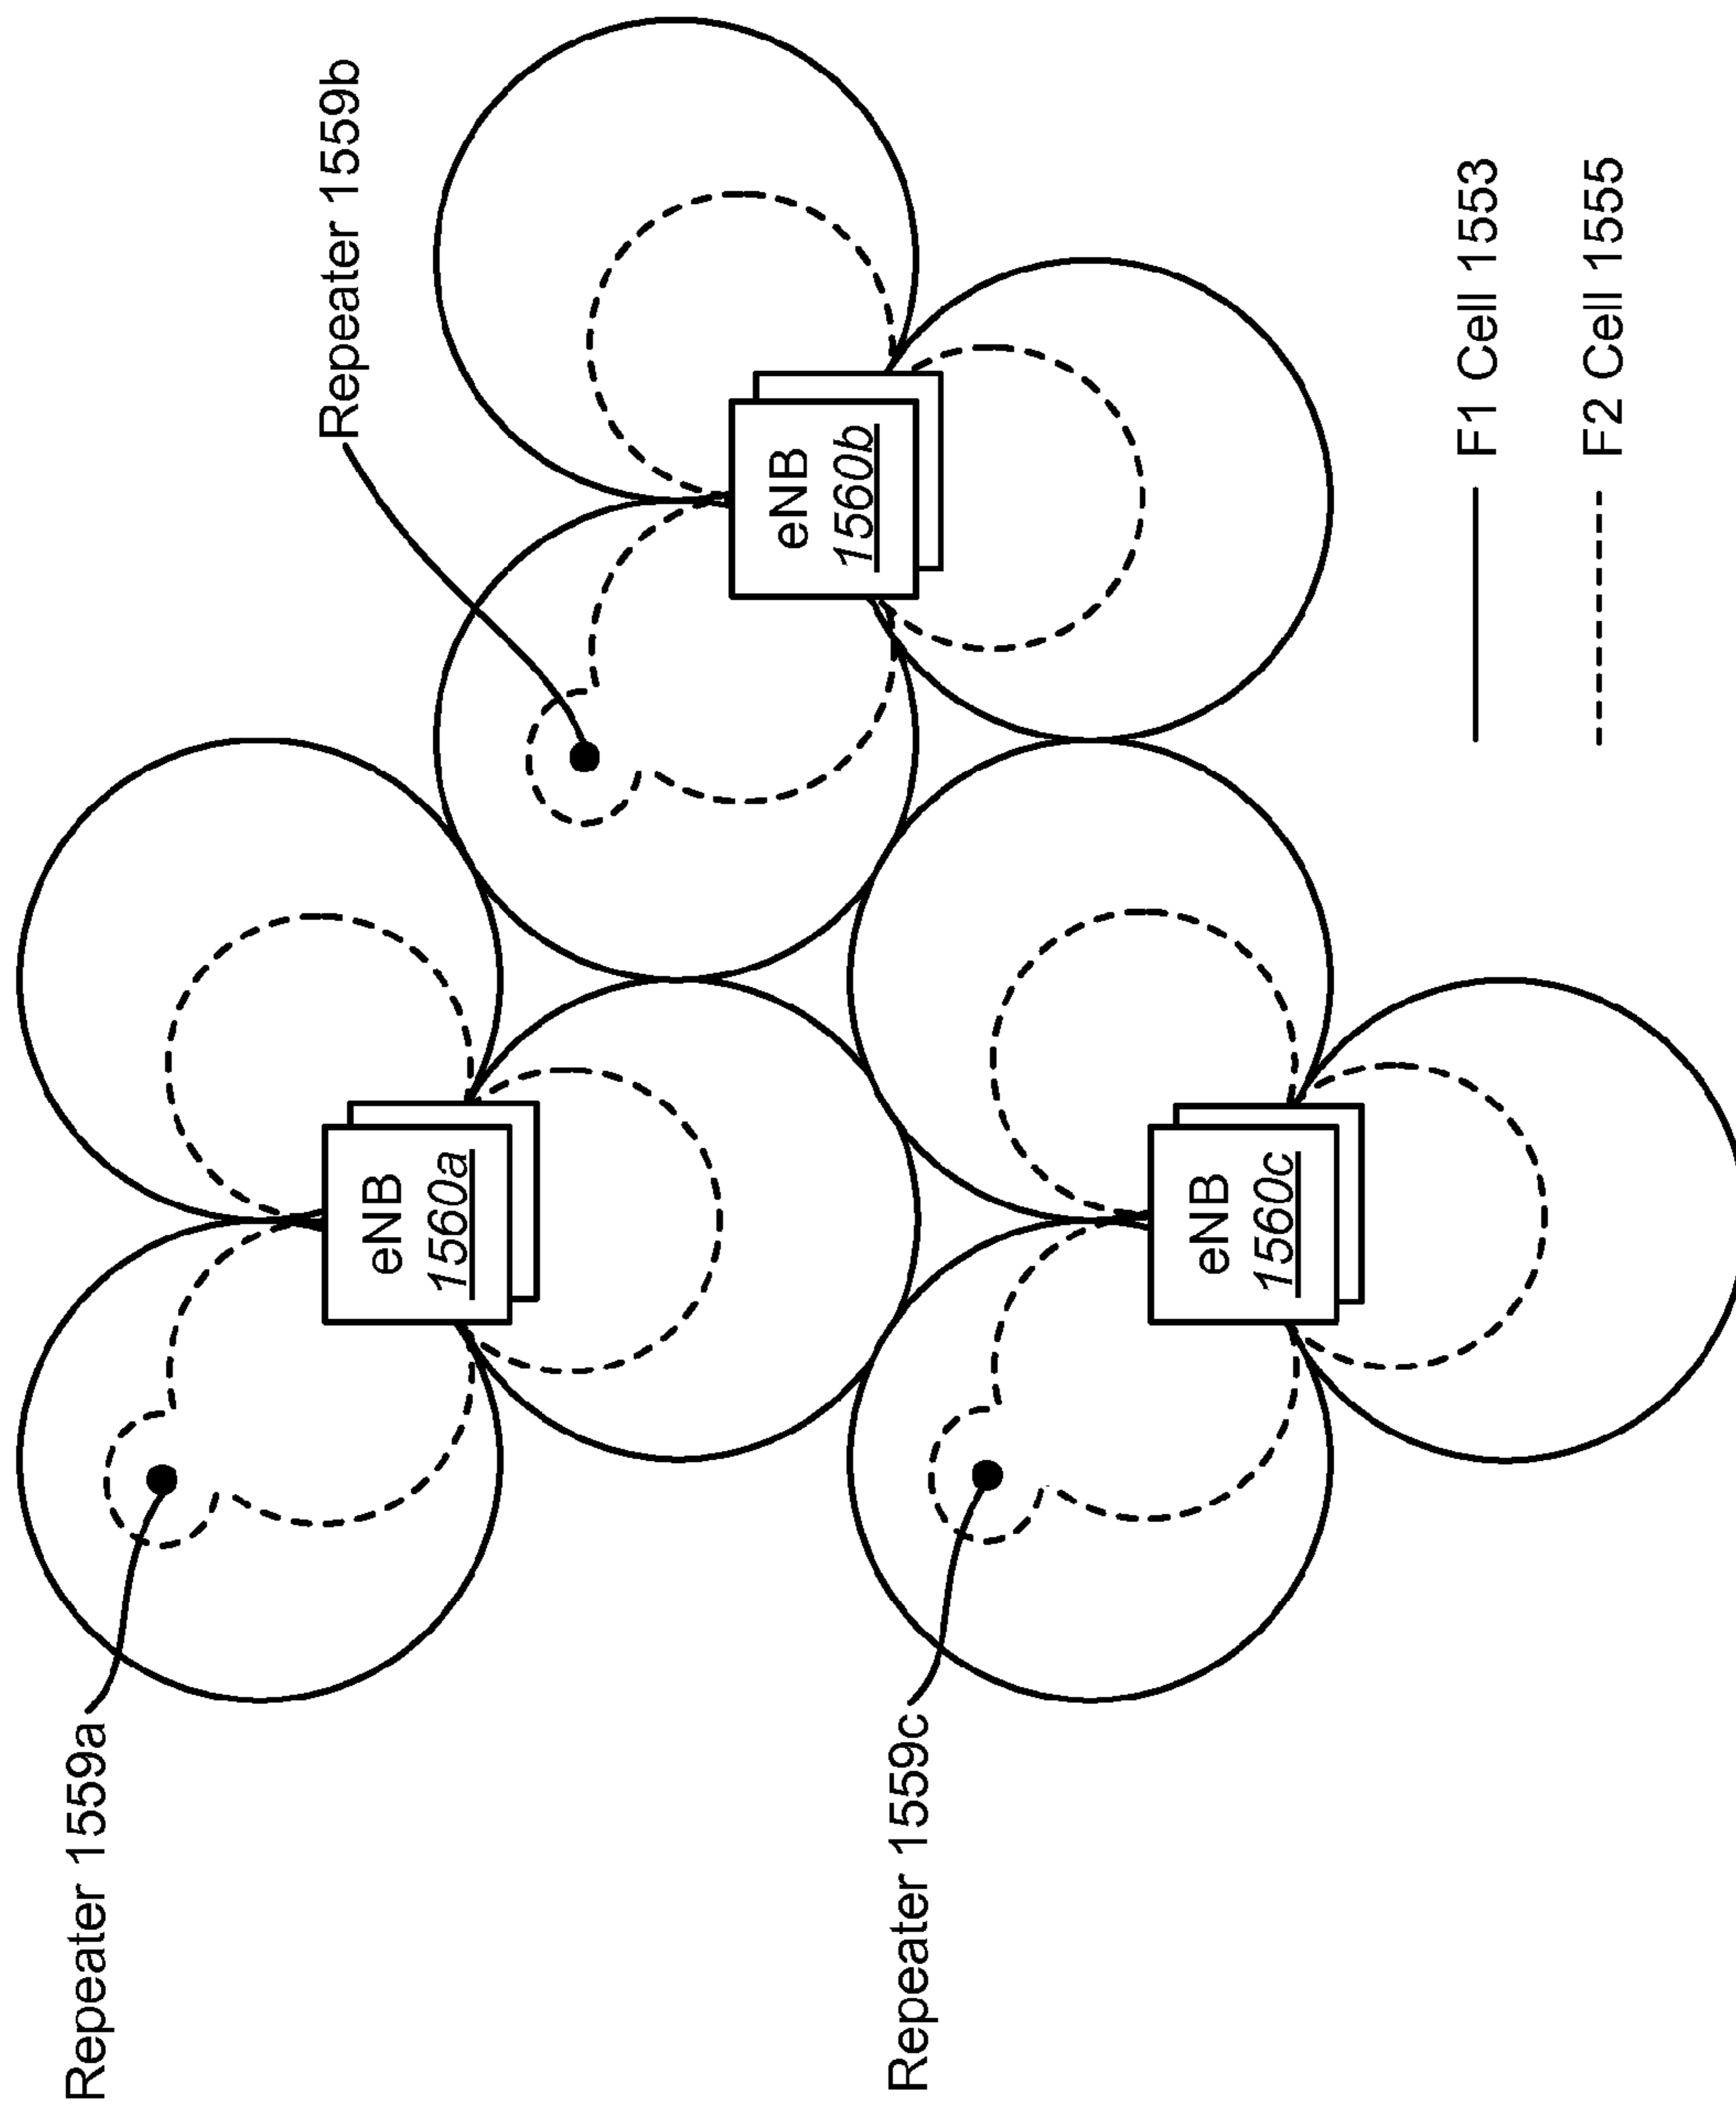 Repeater 1559a
Repeater 1559b
eNB
1560a
eNB
1560b
Repeater 1559c
eNB
1560c
F1 Cell 1553
F2 Cell 1555